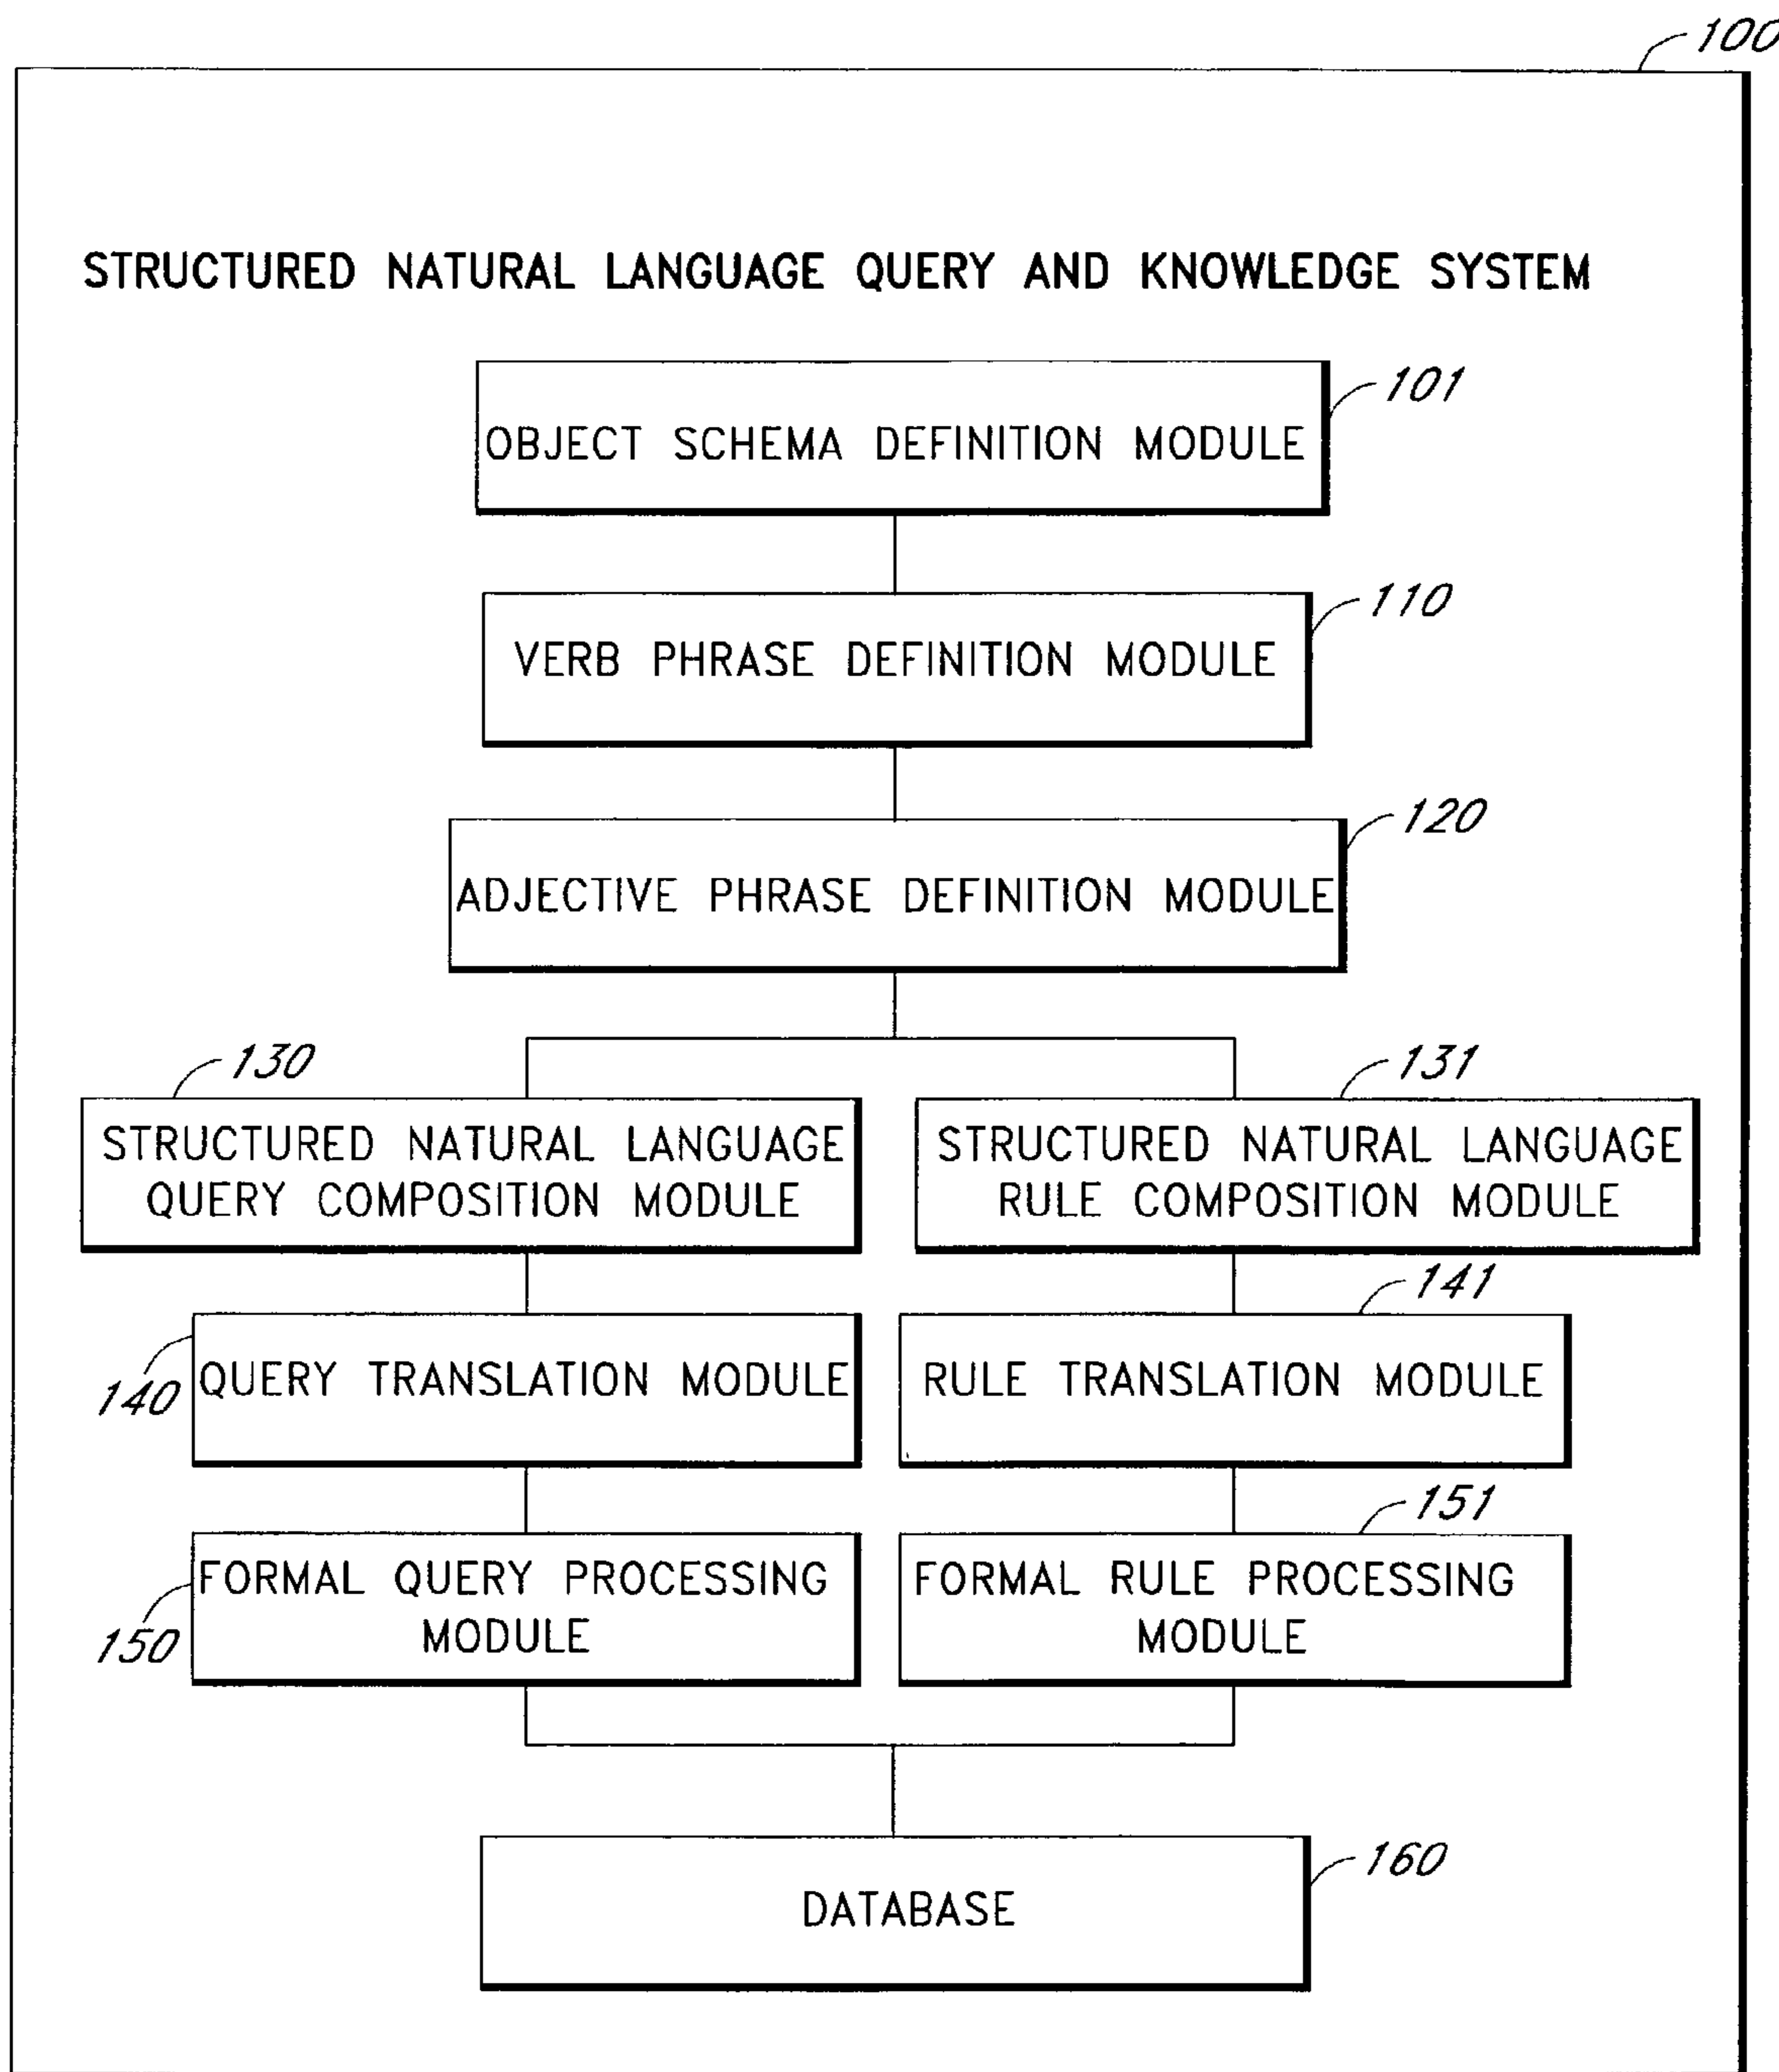 100
STRUCTURED NATURAL LANGUAGE QUERY AND KNOWLEDGE SYSTEM
101
OBJECT SCHEMA DEFINITION MODULE
110
VERB PHRASE DEFINITION MODULE
120
ADJECTIVE PHRASE DEFINITION MODULE
130
STRUCTURED NATURAL LANGUAGE
QUERY COMPOSITION MODULE
131
STRUCTURED NATURAL LANGUAGE
RULE COMPOSITION MODULE
140
QUERY TRANSLATION MODULE
141
RULE TRANSLATION MODULE
150
FORMAL QUERY PROCESSING
MODULE
151
FORMAL RULE PROCESSING
MODULE
160
DATABASE